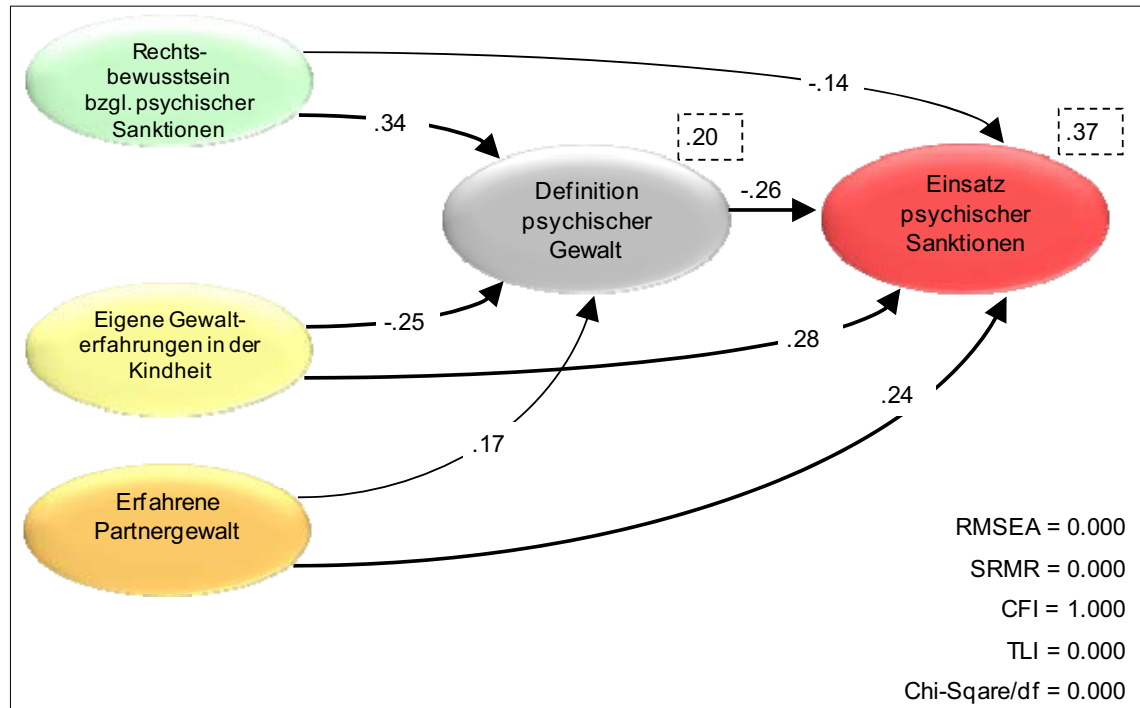 Rechts-
bewusstsein
bzgl. psychischer
Sanktionen
-.14
.34
.20
.37
Definition
psychischer
Gewalt
-.26
Einsatz
psychischer
Sanktionen
Eigene Gewalt-
erfahrungen in der
Kindheit
-.25
.28
.24
.17
Erfahrene
Partnergewalt
RMSEA = 0.000
SRMR = 0.000
CFI = 1.000
TLI = 0.000
Chi-Sqare/df = 0.000